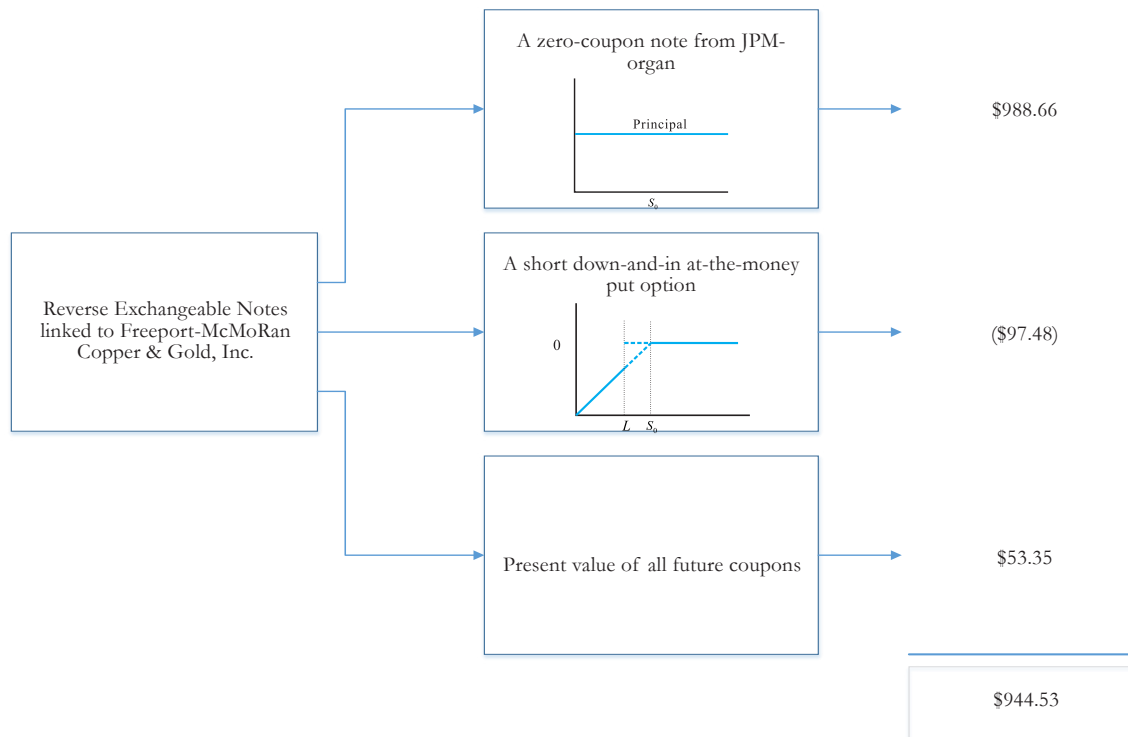 A zero-coupon note from JPM-
organ
Principal
S₀
$988.66
Reverse Exchangeable Notes
linked to Freeport-McMoRan
Copper & Gold, Inc.
A short down-and-in at-the-money
put option
0
L S₀
($97.48)
Present value of all future coupons
$53.35
$944.53